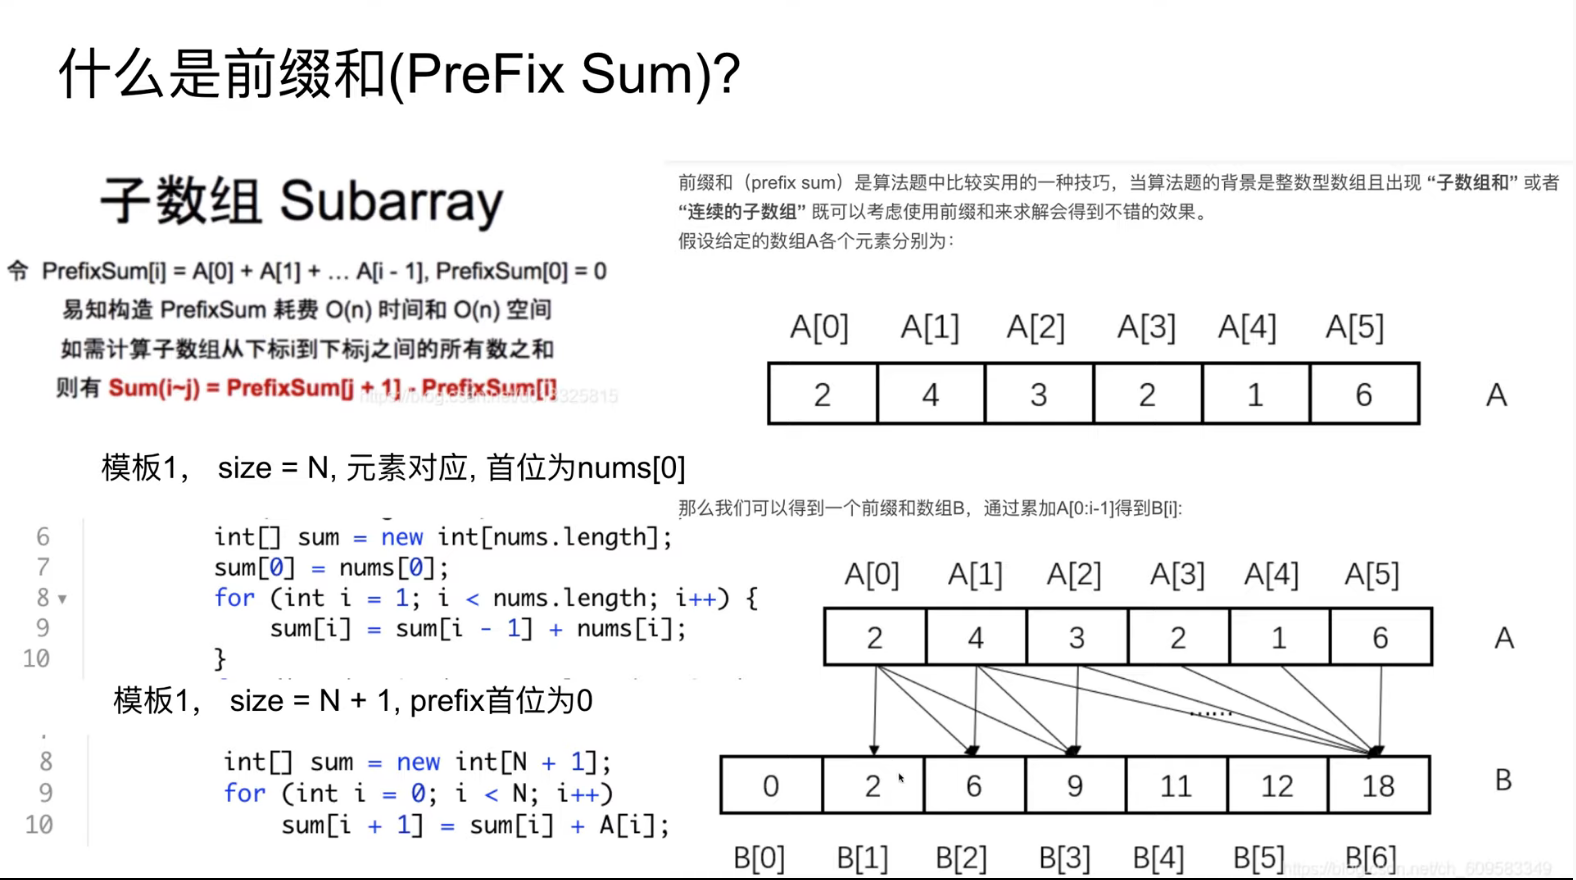 什么是前缀和(PreFix Sum)?
子数组 Subarray
令 PrefixSum[i] = A[0] + A[1] + … A[i - 1], PrefixSum[0] = 0
易知构造 PrefixSum 耗费 O(n) 时间和 O(n) 空间
如需计算子数组从下标i到下标j之间的所有数之和
则有 Sum(i~j) = PrefixSum[j + 1] - PrefixSum[i]
模板1， size = N, 元素对应, 首位为nums[0]
6 int[] sum = new int[nums.length];
7 sum[0] = nums[0];
8 for (int i = 1; i < nums.length; i++) {
9 sum[i] = sum[i - 1] + nums[i];
10 }
模板1， size = N + 1, prefix首位为0
8 int[] sum = new int[N + 1];
9 for (int i = 0; i < N; i++)
10 sum[i + 1] = sum[i] + A[i];
前缀和（prefix sum）是算法题中比较实用的一种技巧，当算法题的背景是整数型数组且出现 “子数组和” 或者
“连续的子数组” 既可以考虑使用前缀和来求解会得到不错的效果。
假设给定的数组A各个元素分别为：
A[0] A[1] A[2] A[3] A[4] A[5]
2 4 3 2 1 6 A
那么我们可以得到一个前缀和数组B，通过累加A[0:i-1]得到B[i]:
A[0] A[1] A[2] A[3] A[4] A[5]
2 4 3 2 1 6 A
……
0 2 6 9 11 12 18 B
B[0] B[1] B[2] B[3] B[4] B[5] B[6]
https://blog.csdn.net/ch_609583349